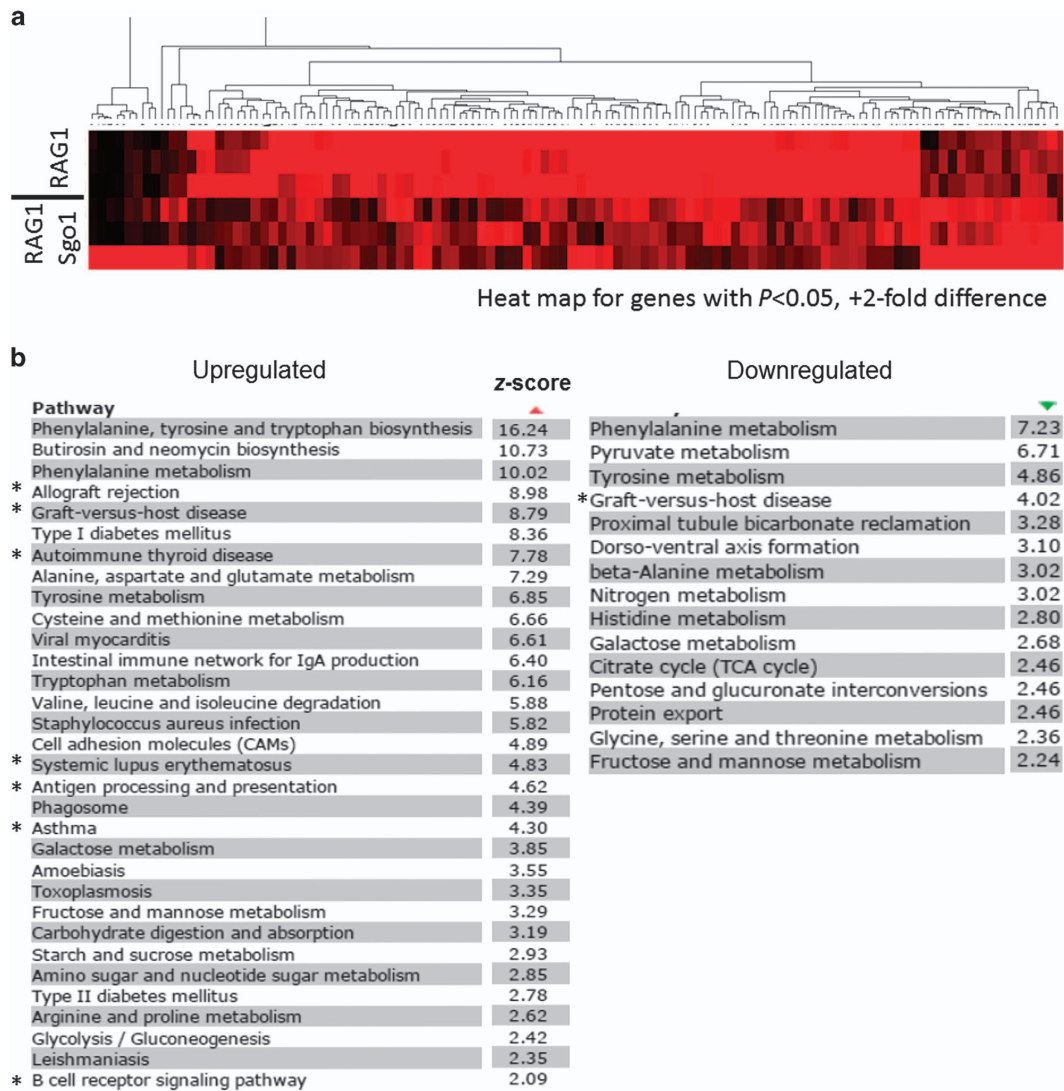 a
RAG1
RAG1
Sgo1
Heat map for genes with P<0.05, +2-fold difference
b
Upregulated
z-score
Pathway
Phenylalanine, tyrosine and tryptophan biosynthesis 16.24
Butirosin and neomycin biosynthesis 10.73
Phenylalanine metabolism 10.02
* Allograft rejection 8.98
* Graft-versus-host disease 8.79
Type I diabetes mellitus 8.36
* Autoimmune thyroid disease 7.78
Alanine, aspartate and glutamate metabolism 7.29
Tyrosine metabolism 6.85
Cysteine and methionine metabolism 6.66
Viral myocarditis 6.61
Intestinal immune network for IgA production 6.40
Tryptophan metabolism 6.16
Valine, leucine and isoleucine degradation 5.88
Staphylococcus aureus infection 5.82
Cell adhesion molecules (CAMs) 4.89
* Systemic lupus erythematosus 4.83
* Antigen processing and presentation 4.62
Phagosome 4.39
* Asthma 4.30
Galactose metabolism 3.85
Amoebiasis 3.55
Toxoplasmosis 3.35
Fructose and mannose metabolism 3.29
Carbohydrate digestion and absorption 3.19
Starch and sucrose metabolism 2.93
Amino sugar and nucleotide sugar metabolism 2.85
Type II diabetes mellitus 2.78
Arginine and proline metabolism 2.62
Glycolysis / Gluconeogenesis 2.42
Leishmaniasis 2.35
* B cell receptor signaling pathway 2.09
Downregulated
Phenylalanine metabolism 7.23
Pyruvate metabolism 6.71
Tyrosine metabolism 4.86
* Graft-versus-host disease 4.02
Proximal tubule bicarbonate reclamation 3.28
Dorso-ventral axis formation 3.10
beta-Alanine metabolism 3.02
Nitrogen metabolism 3.02
Histidine metabolism 2.80
Galactose metabolism 2.68
Citrate cycle (TCA cycle) 2.46
Pentose and glucuronate interconversions 2.46
Protein export 2.46
Glycine, serine and threonine metabolism 2.36
Fructose and mannose metabolism 2.24